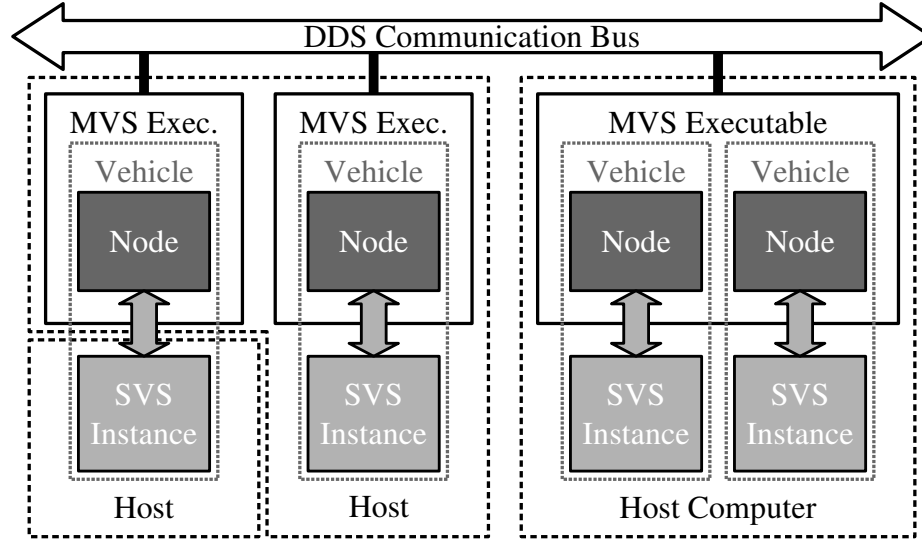 DDS Communication Bus
MVS Exec.
MVS Exec.
MVS Executable
Vehicle
Vehicle
Vehicle
Vehicle
Node
Node
Node
Node
SVS
Instance
SVS
Instance
SVS
Instance
SVS
Instance
Host
Host
Host Computer